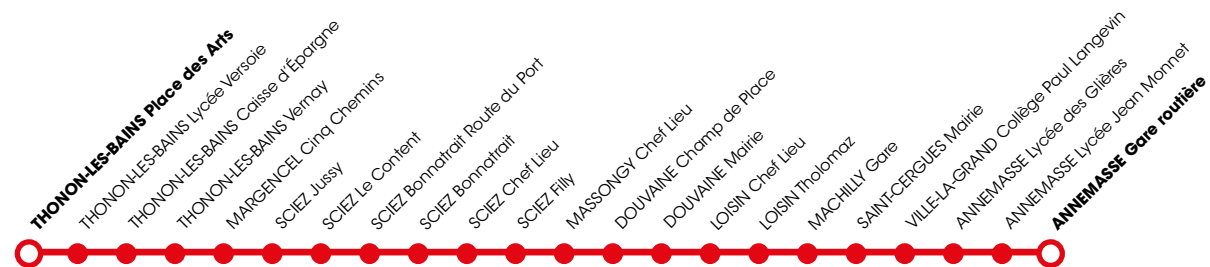 THONON-LES-BAINS Place des Arts
THONON-LES-BAINS Lycée Versoie
THONON-LES-BAINS Caisse d'Épargne
THONON-LES-BAINS Vernay
MARGENCEL Cinq Chemins
SCIEZ Jussy
SCIEZ Le Content
SCIEZ Bonnatrait Route du Port
SCIEZ Bonnatrait
SCIEZ Chef Lieu
SCIEZ Filly
MASSONGY Chef Lieu
DOUVAINE Champ de Place
DOUVAINE Mairie
LOISIN Chef Lieu
LOISIN Tholomaz
MACHILLY Gare
SAINT-CERGUES Mairie
VILLE-LA-GRAND Collège Paul Langevin
ANNEMASSE Lycée des Glières
ANNEMASSE Lycée Jean Monnet
ANNEMASSE Gare routière